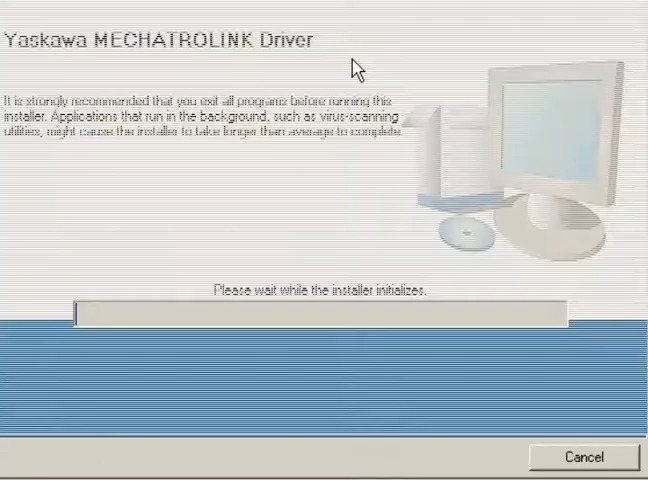 Yaskawa MECHATROLINK Driver
It is strongly recommended that you exit all programs before running this
installer. Applications that run in the background, such as virus-scanning
utilities, might cause the installer to take longer than average to complete.
Please wait while the installer initializes.
Cancel